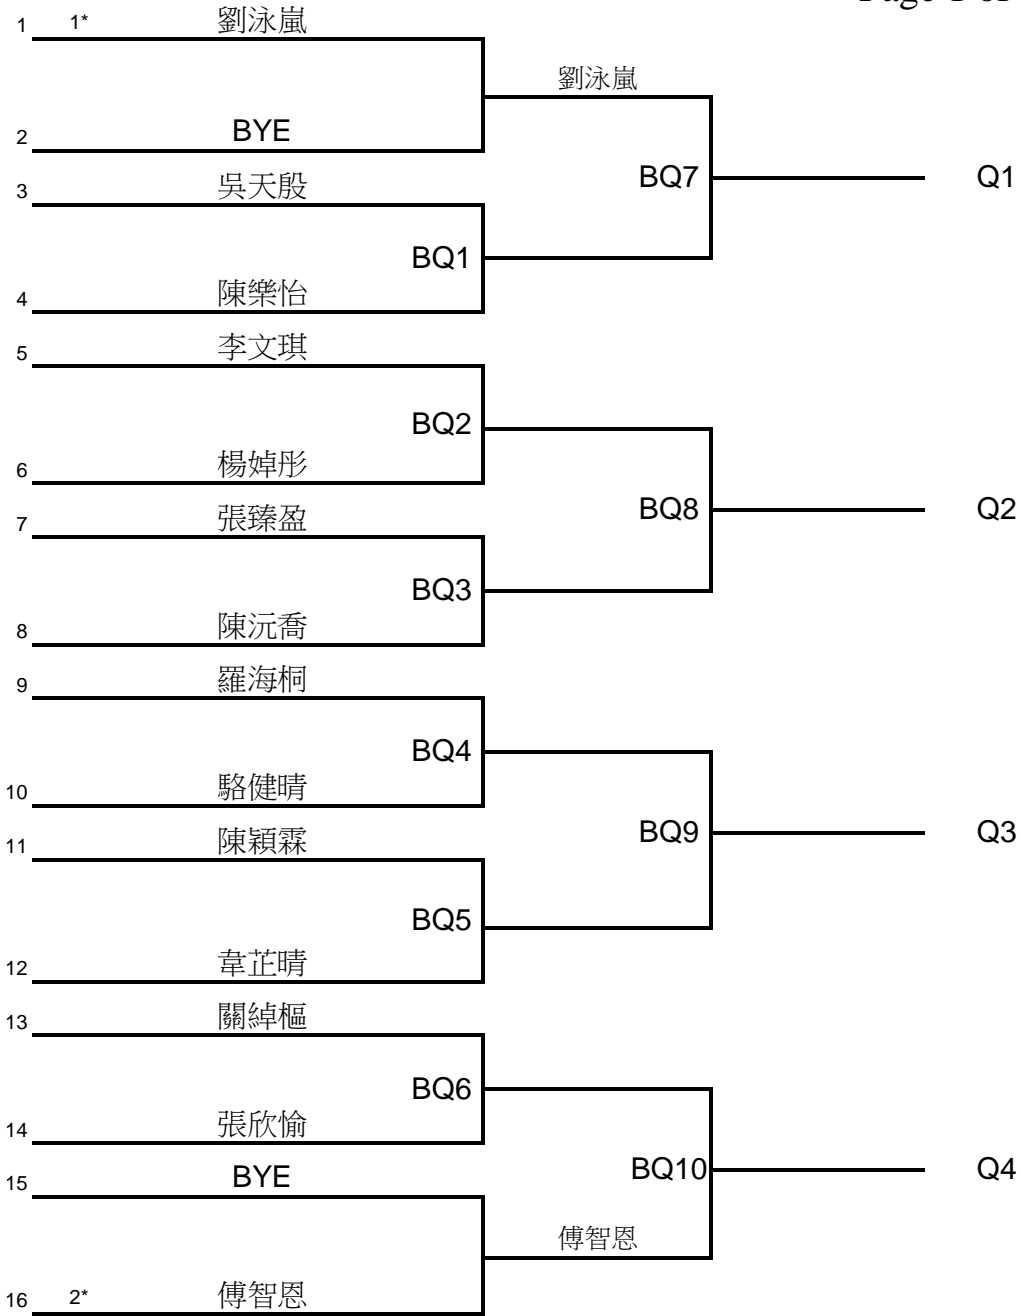 Page 1 of
1 1* 劉泳嵐
劉泳嵐
2 BYE
BQ7 Q1
3 吳天殷
BQ1
4 陳樂怡
5 李文琪
BQ2
6 楊婥彤
BQ8 Q2
7 張臻盈
BQ3
8 陳沅喬
9 羅海桐
BQ4
10 駱健晴
BQ9 Q3
11 陳穎霖
BQ5
12 韋芷晴
13 關綽樞
BQ6
14 張欣愉
BQ10 Q4
15 BYE
傅智恩
16 2* 傅智恩